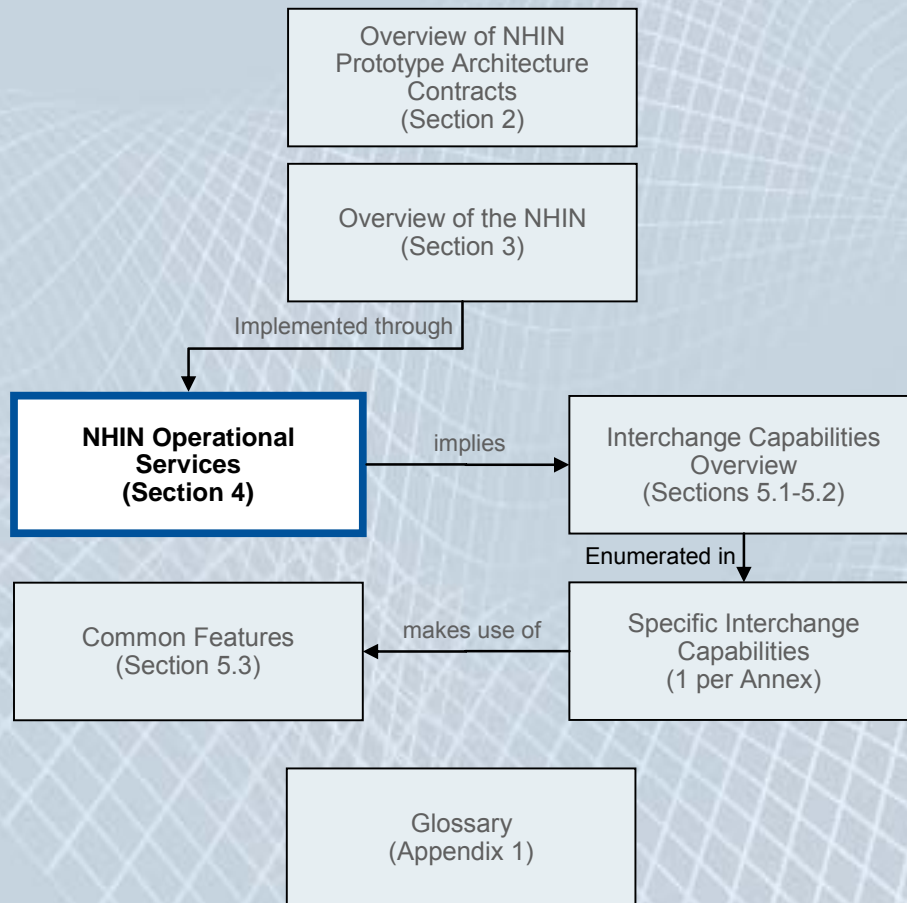 Overview of NHIN
Prototype Architecture
Contracts
(Section 2)
Overview of the NHIN
(Section 3)
Implemented through
NHIN Operational
Services
(Section 4)
implies
Interchange Capabilities
Overview
(Sections 5.1-5.2)
Enumerated in
Common Features
(Section 5.3)
makes use of
Specific Interchange
Capabilities
(1 per Annex)
Glossary
(Appendix 1)